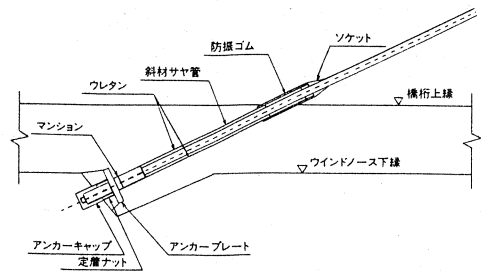 ソケット
防振ゴム
斜材サヤ管
ウレタン
橋桁上縁
マンション
ウインドノース下縁
アンカーキャップ
アンカープレート
定着ナット